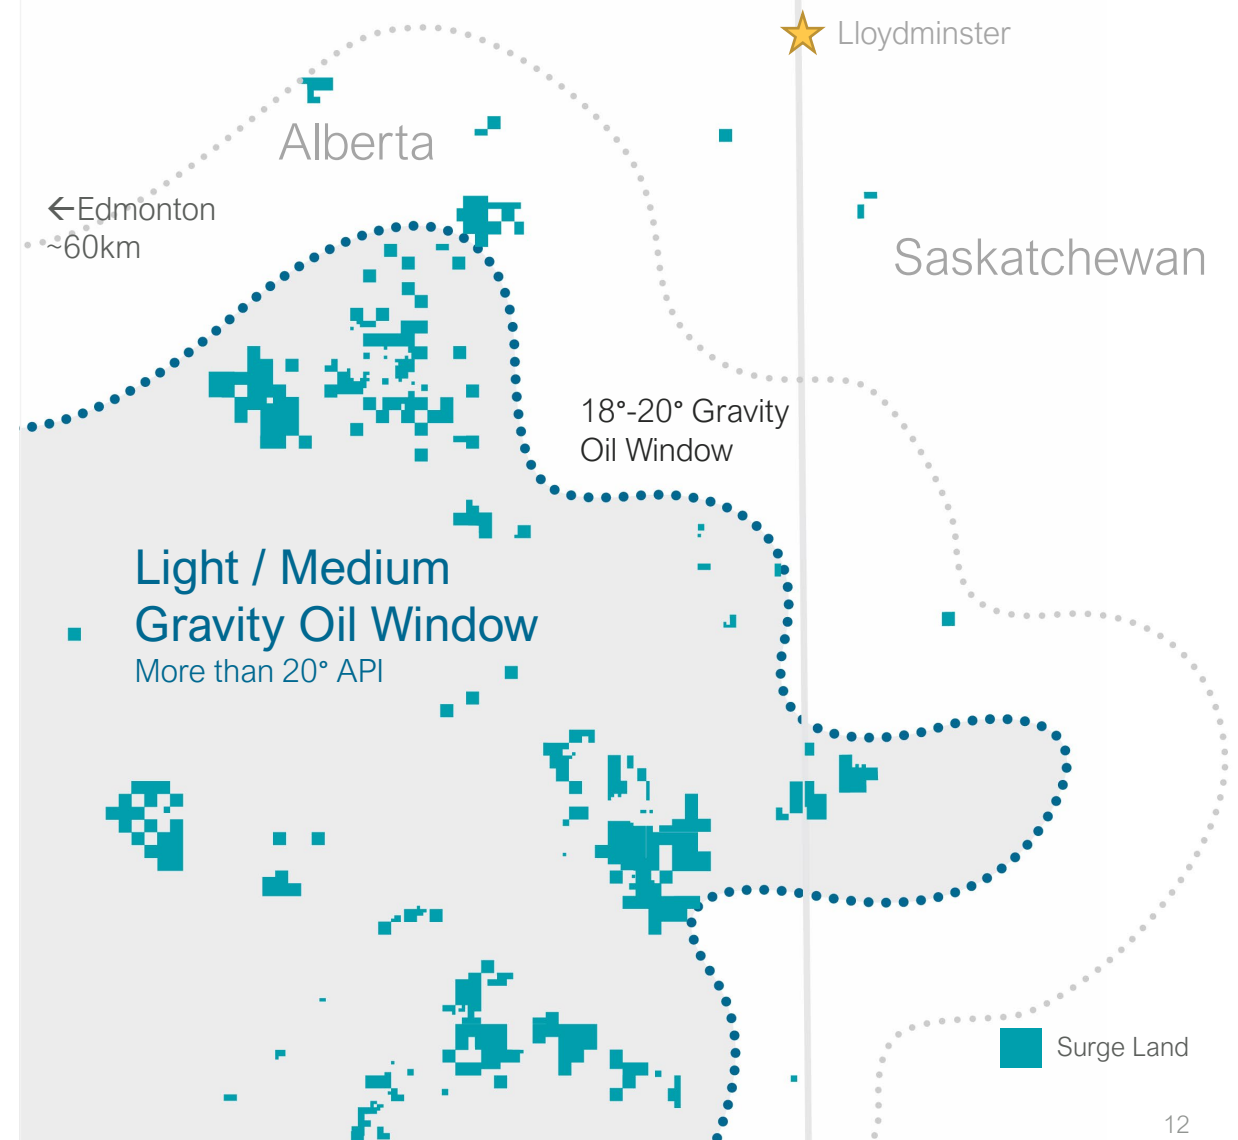 Lloydminster
Alberta
←Edmonton
~60km
Saskatchewan
18°-20° Gravity
Oil Window
Light / Medium
Gravity Oil Window
More than 20° API
Surge Land
12